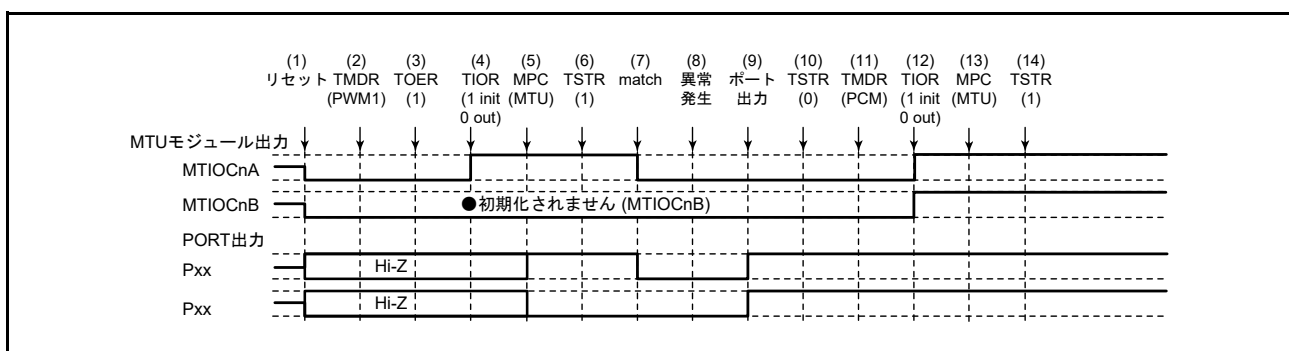 (1) (2) (3) (4) (5) (6) (7) (8) (9) (10) (11) (12) (13) (14)
リセット TMDR TOER TIOR MPC TSTR match 異常 ポート TSTR TMDR TIOR MPC TSTR
(PWM1) (1) (1 init (MTU) (1) 発生 出力 (0) (PCM) (1 init (MTU) (1)
0 out) 0 out)
MTUモジュール出力
MTIOCnA
MTIOCnB ●初期化されません (MTIOCnB)
PORT出力
Pxx Hi-Z
Pxx Hi-Z